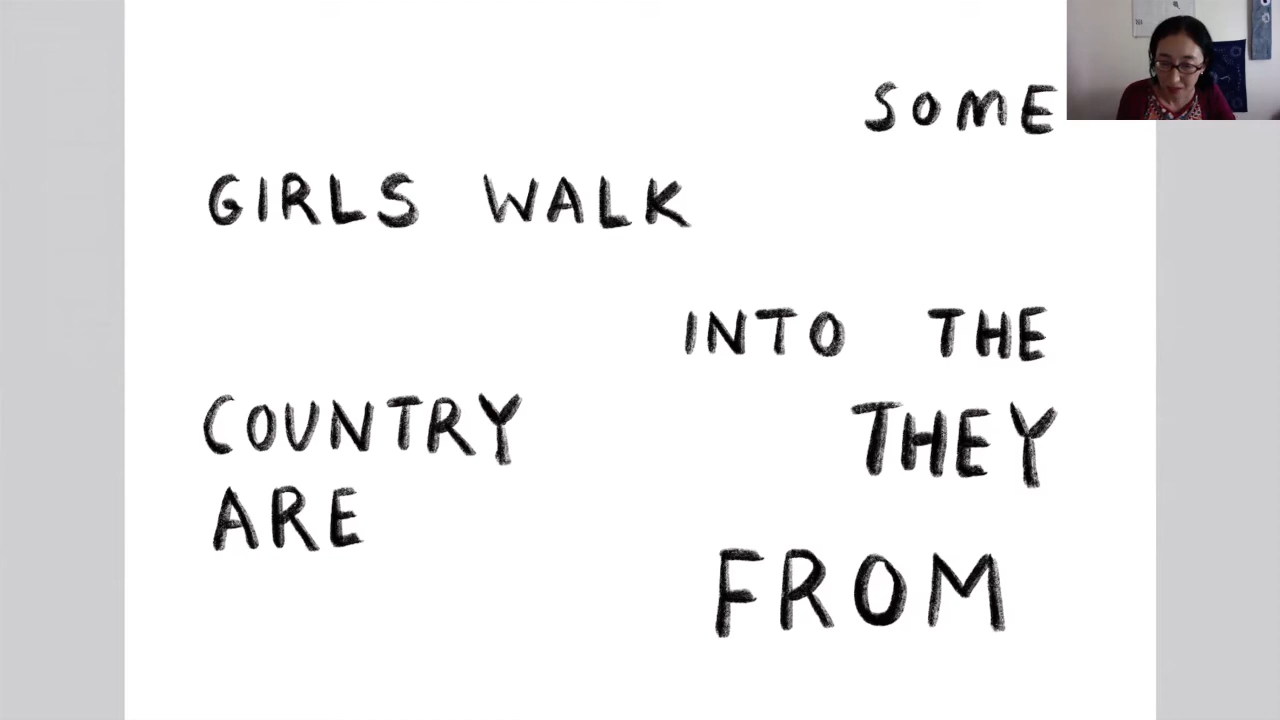 SOME
GIRLS WALK
INTO THE
COUNTRY THEY
ARE
FROM